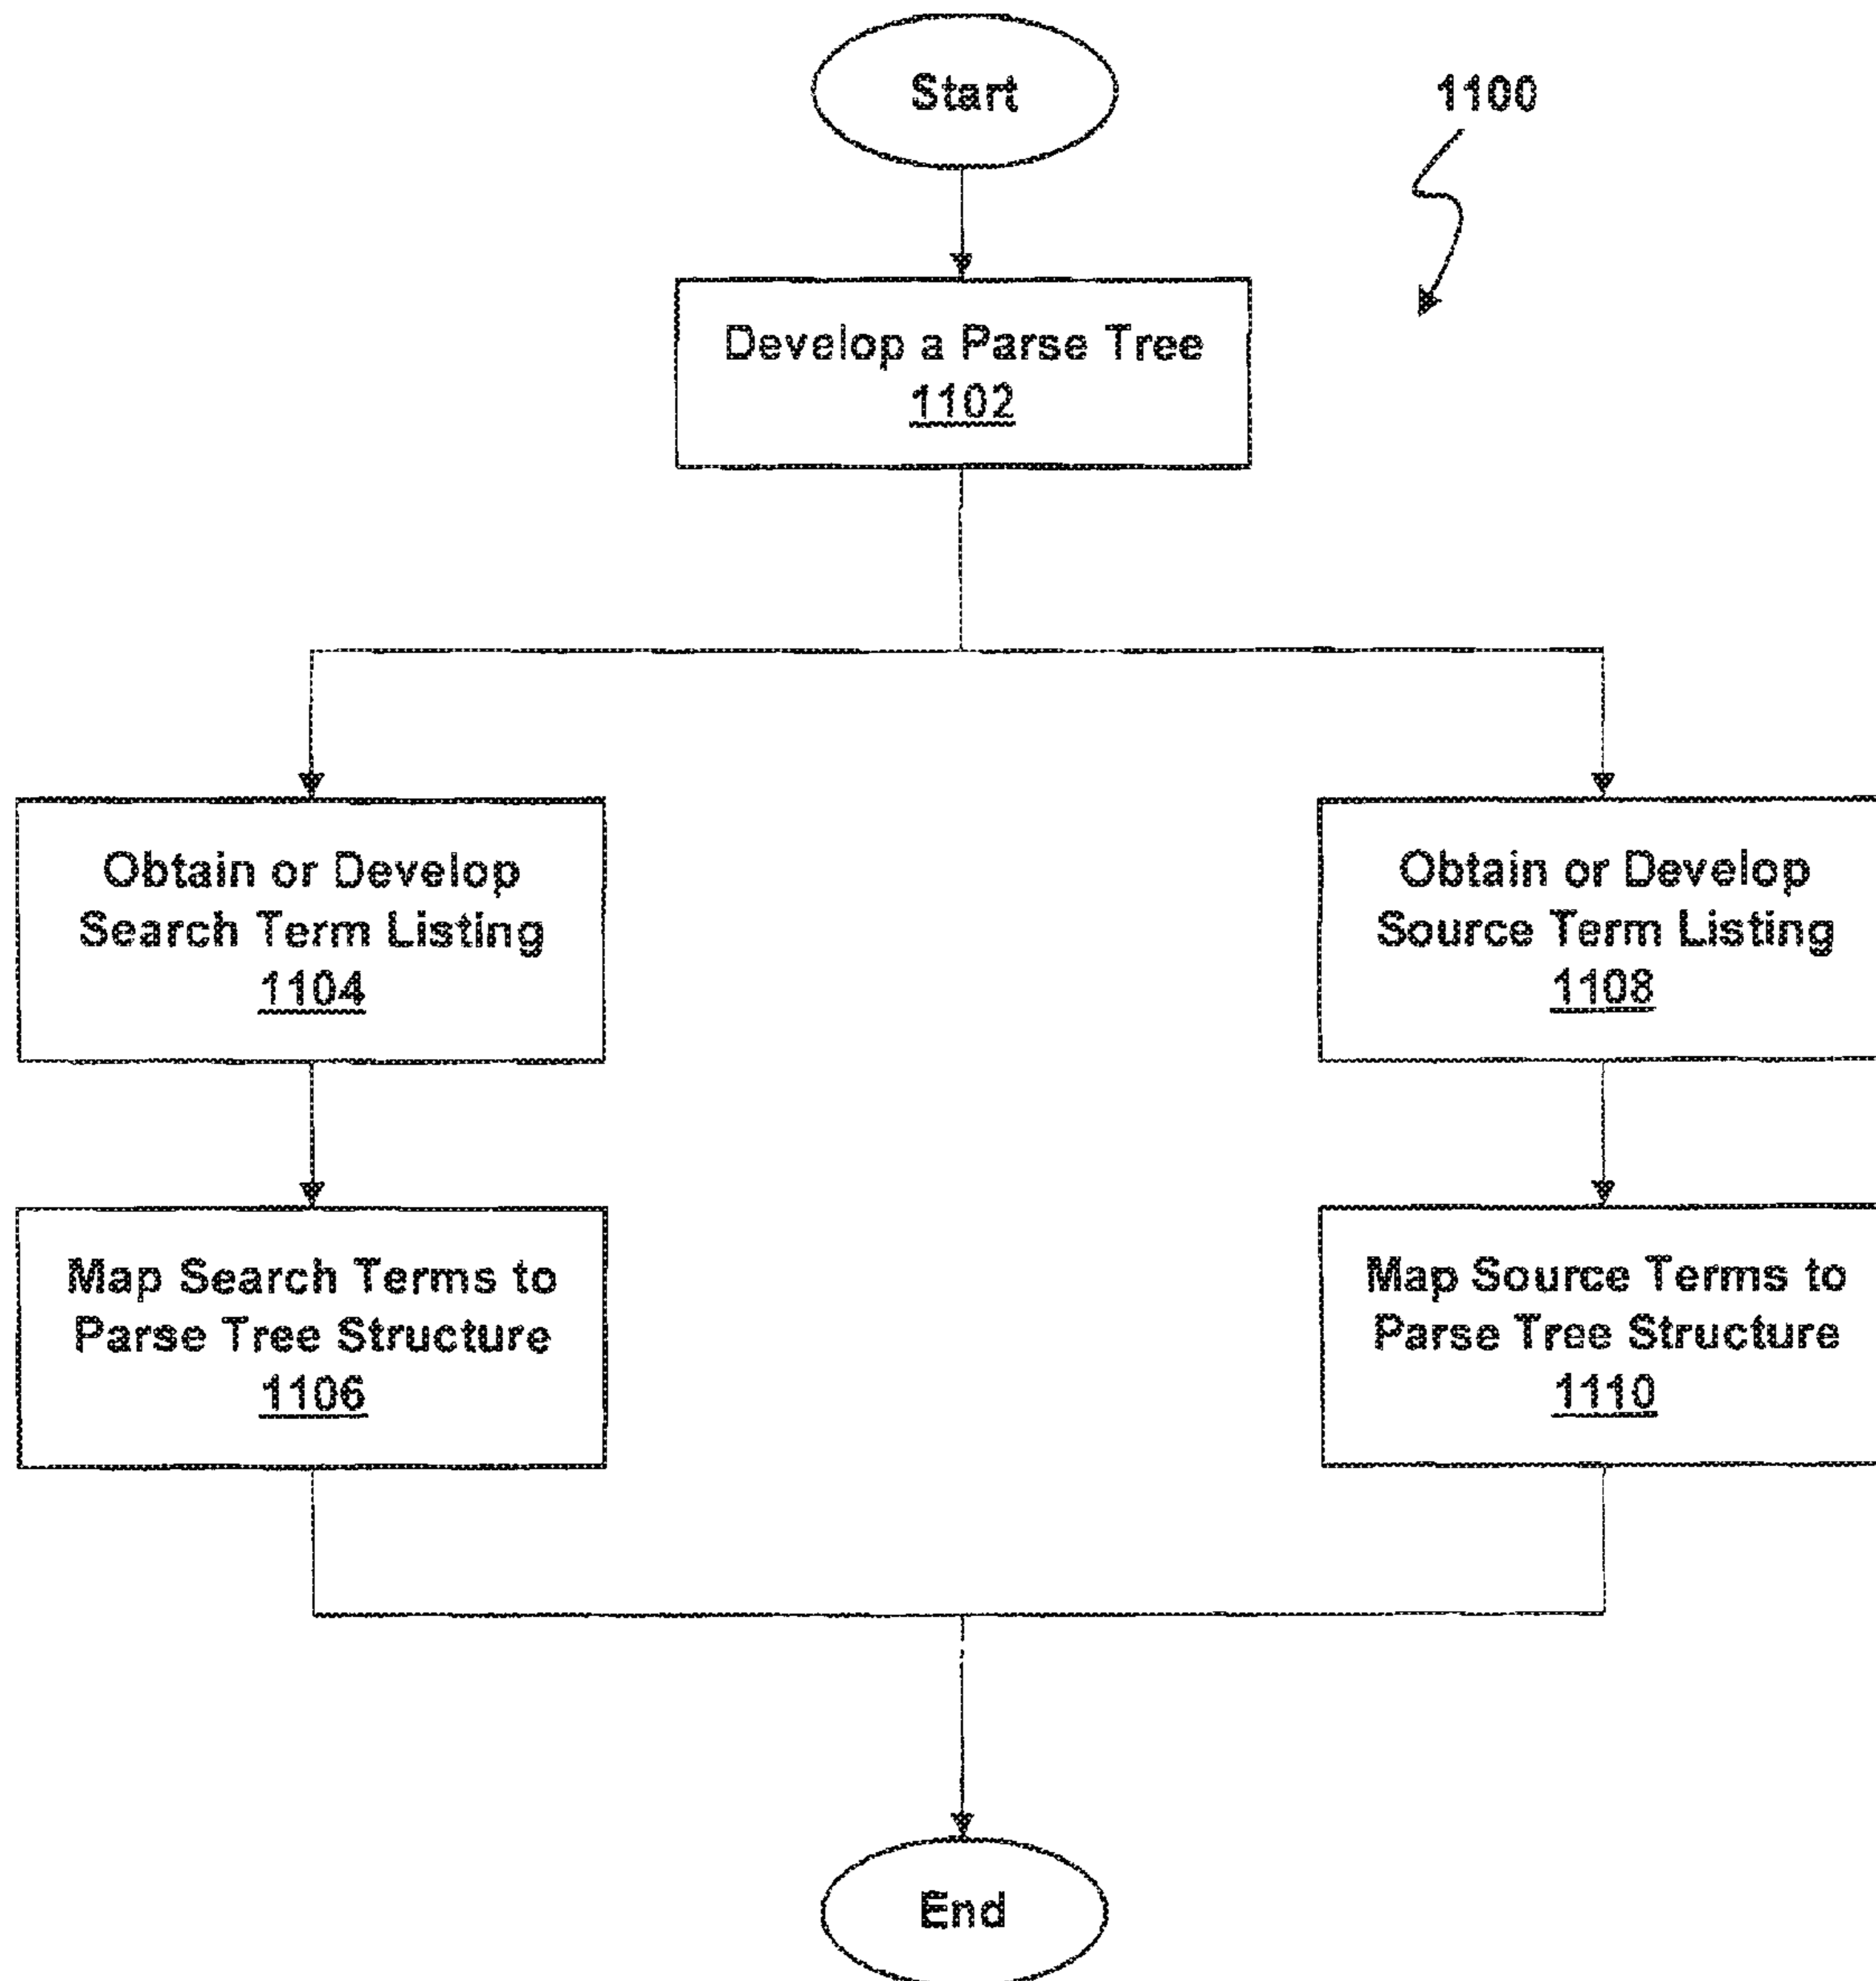 Start
1100
Develop a Parse Tree
1102
Obtain or Develop
Search Term Listing
1104
Obtain or Develop
Source Term Listing
1108
Map Search Terms to
Parse Tree Structure
1106
Map Source Terms to
Parse Tree Structure
1110
End